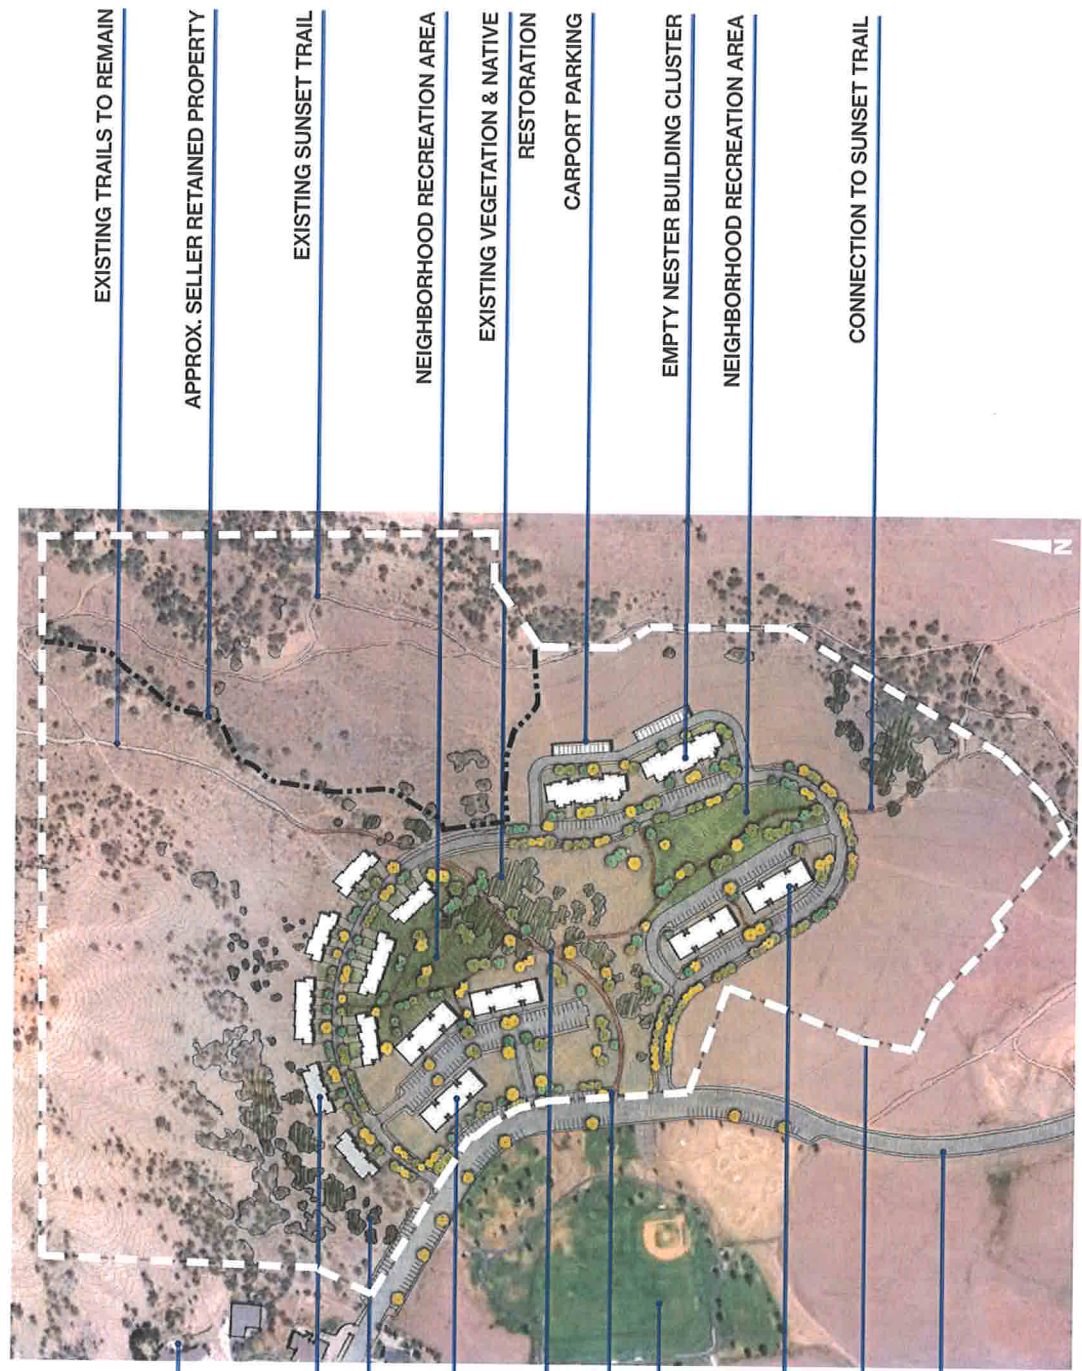 EXISTING TRAILS TO REMAIN
APPROX. SELLER RETAINED PROPERTY
EXISTING SUNSET TRAIL
NEIGHBORHOOD RECREATION AREA
EXISTING VEGETATION & NATIVE
RESTORATION
CARPORT PARKING
EMPTY NESTER BUILDING CLUSTER
NEIGHBORHOOD RECREATION AREA
CONNECTION TO SUNSET TRAIL
N